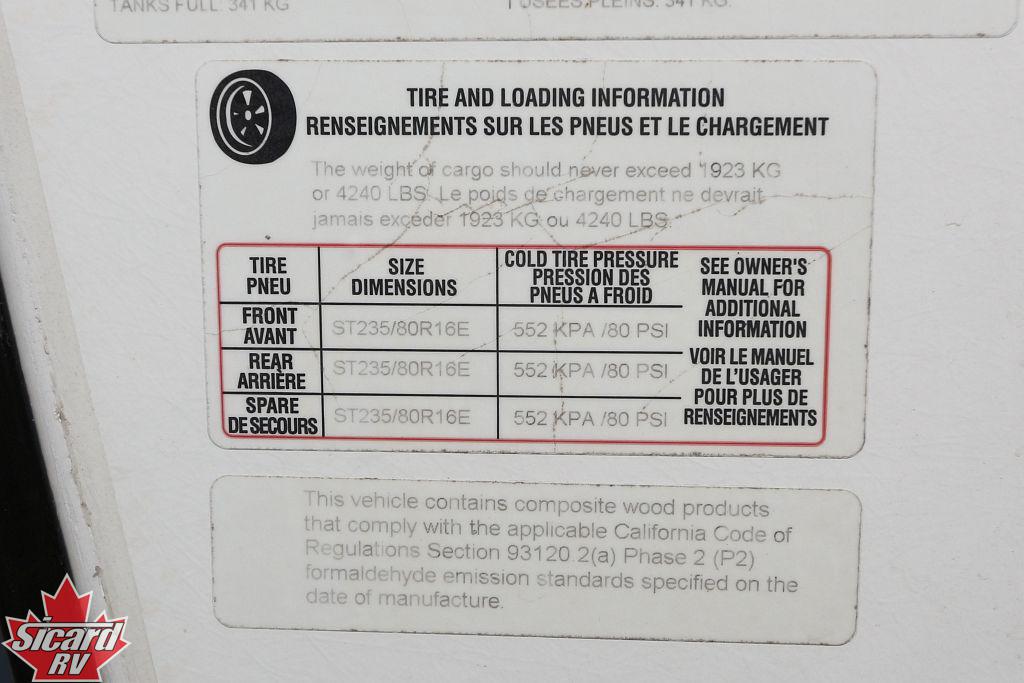 TANKS FULL: 341 KG
PLEINS: 341 KG.
TIRE AND LOADING INFORMATION
RENSEIGNEMENTS SUR LES PNEUS ET LE CHARGEMENT
The weight of cargo should never exceed 1923 KG
or 4240 LBS. Le poids de chargement ne devrait
jamais excéder 1923 KG ou 4240 LBS.
TIRE
PNEU
SIZE
DIMENSIONS
COLD TIRE PRESSURE
PRESSION DES
PNEUS A FROID
FRONT
AVANT
ST235/80R16E
552 KPA /80 PSI
REAR
ARRIÈRE
ST235/80R16E
552 KPA /80 PSI
SPARE
DE SECOURS
ST235/80R16E
552 KPA /80 PSI
SEE OWNER'S
MANUAL FOR
ADDITIONAL
INFORMATION
VOIR LE MANUEL
DE L'USAGER
POUR PLUS DE
RENSEIGNEMENTS
This vehicle contains composite wood products
that comply with the applicable California Code of
Regulations Section 93120.2(a) Phase 2 (P2)
formaldehyde emission standards specified on the
date of manufacture.
Sicard
RV